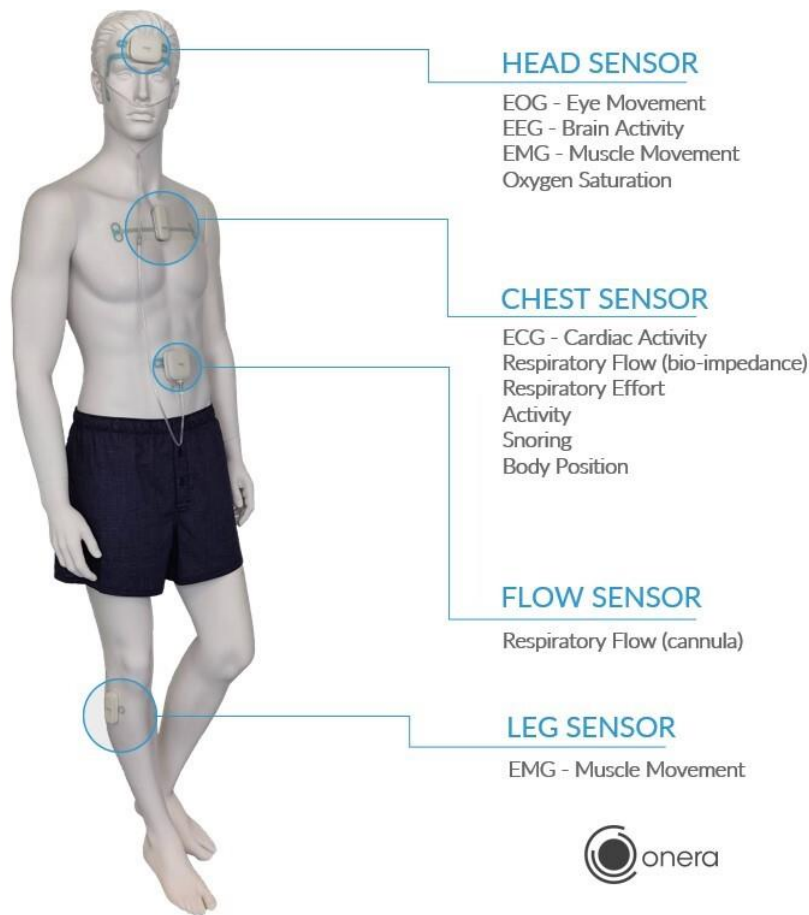 HEAD SENSOR
EOG - Eye Movement
EEG - Brain Activity
EMG - Muscle Movement
Oxygen Saturation
CHEST SENSOR
ECG - Cardiac Activity
Respiratory Flow (bio-impedance)
Respiratory Effort
Activity
Snoring
Body Position
FLOW SENSOR
Respiratory Flow (cannula)
LEG SENSOR
EMG - Muscle Movement
onera